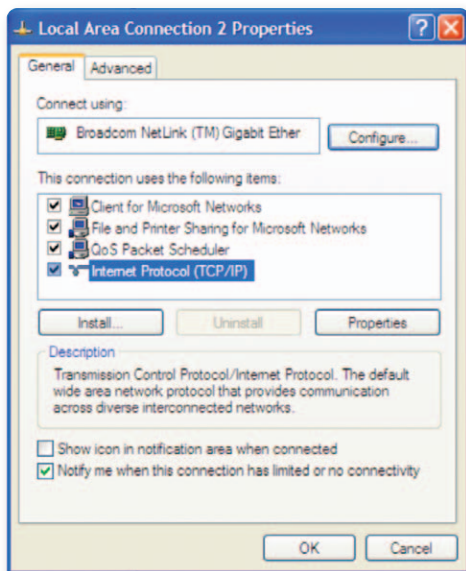 Local Area Connection 2 Properties
General Advanced
Connect using:
Broadcom NetLink (TM) Gigabit Ether Configure...
This connection uses the following items:
Client for Microsoft Networks
File and Printer Sharing for Microsoft Networks
QoS Packet Scheduler
Internet Protocol (TCP/IP)
Install... Uninstall Properties
Description
Transmission Control Protocol/Internet Protocol. The default
wide area network protocol that provides communication
across diverse interconnected networks.
Show icon in notification area when connected
Notify me when this connection has limited or no connectivity
OK Cancel